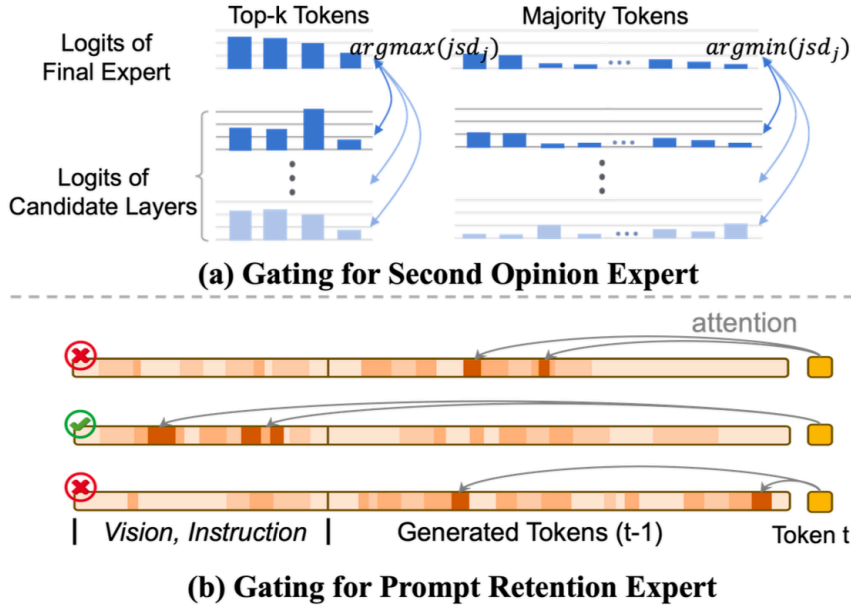 Top-k Tokens
Majority Tokens
Logits of
Final Expert
argmax(jsd_j)
argmin(jsd_j)
Logits of
Candidate Layers
(a) Gating for Second Opinion Expert
attention
Vision, Instruction
Generated Tokens (t-1)
Token t
(b) Gating for Prompt Retention Expert